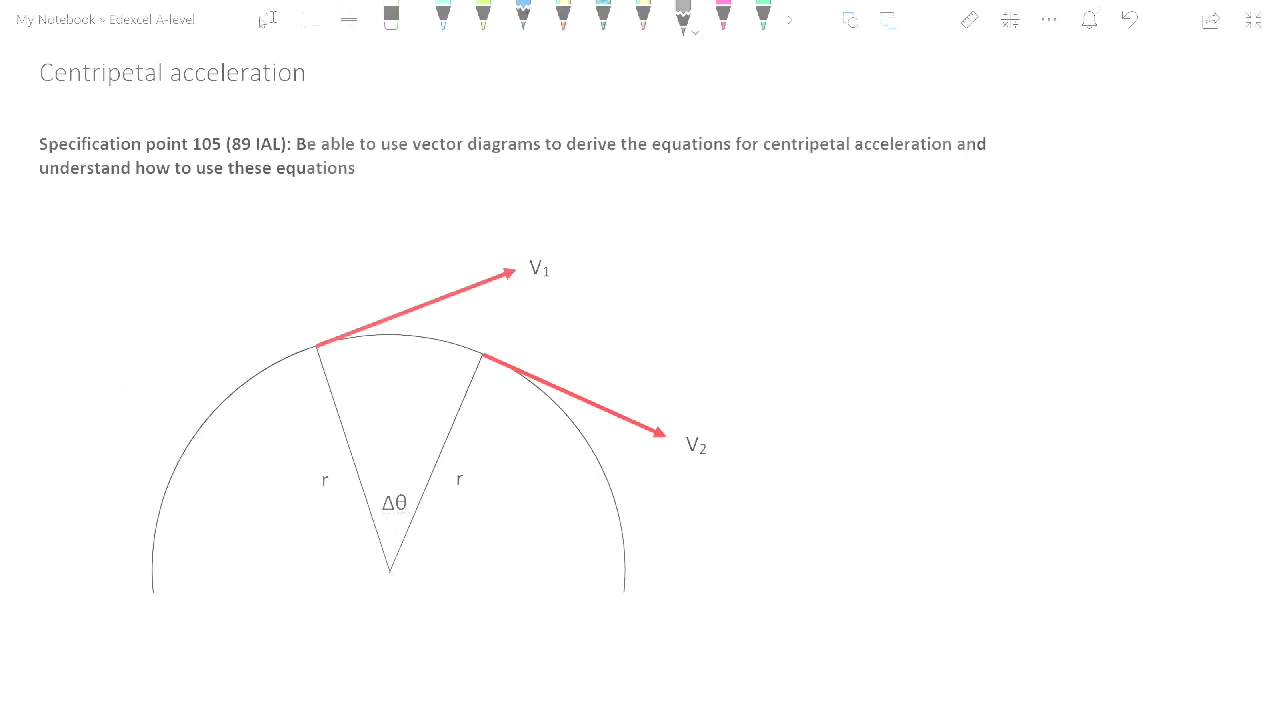 My Notebook » Edexcel A-level
Centripetal acceleration
Specification point 105 (89 IAL): Be able to use vector diagrams to derive the equations for centripetal acceleration and
understand how to use these equations
V₁
V₂
r
r
Δθ